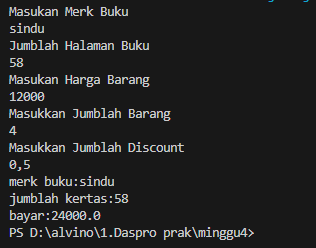 Masukan Merk Buku
sindu
Jumblah Halaman Buku
58
Masukan Harga Barang
12000
Masukkan Jumblah Barang
4
Masukkan Jumblah Discount
0,5
merk buku:sindu
jumblah kertas:58
bayar:24000.0
PS D:\alvino\1.Daspro prak\minggu4>